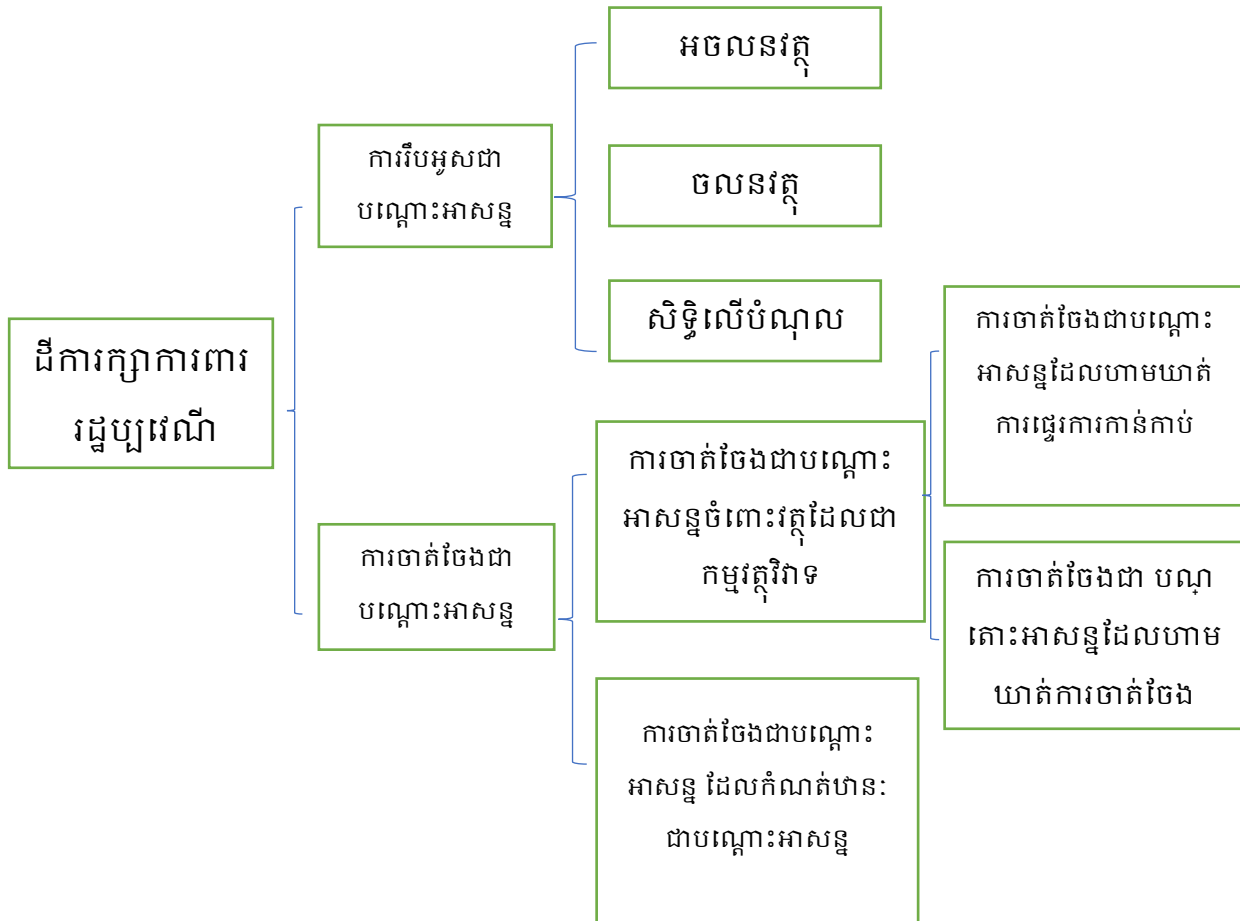 ដីការក្សាការពារ
រដ្ឋប្បវេណី
ការរឹបអូសជា
បណ្តោះអាសន្ន
អចលនវត្ថុ
ចលនវត្ថុ
សិទ្ធិលើបំណុល
ការចាត់ចែងជា
បណ្តោះអាសន្ន
ការចាត់ចែងជាបណ្តោះ
អាសន្នចំពោះវត្ថុដែលជា
កម្មវត្ថុវិវាទ
ការចាត់ចែងជាបណ្តោះ
អាសន្នដែលហាមឃាត់
ការផ្ទេរការកាន់កាប់
ការចាត់ចែងជា បណ្
តោះអាសន្នដែលហាម
ឃាត់ការចាត់ចែង
ការចាត់ចែងជាបណ្តោះ
អាសន្ន ដែលកំណត់ឋានៈ
ជាបណ្តោះអាសន្ន